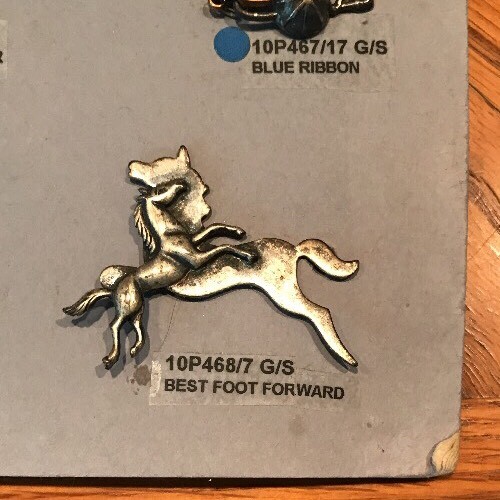 10P467/17 G/S
BLUE RIBBON
R
10P468/7 G/S
BEST FOOT FORWARD